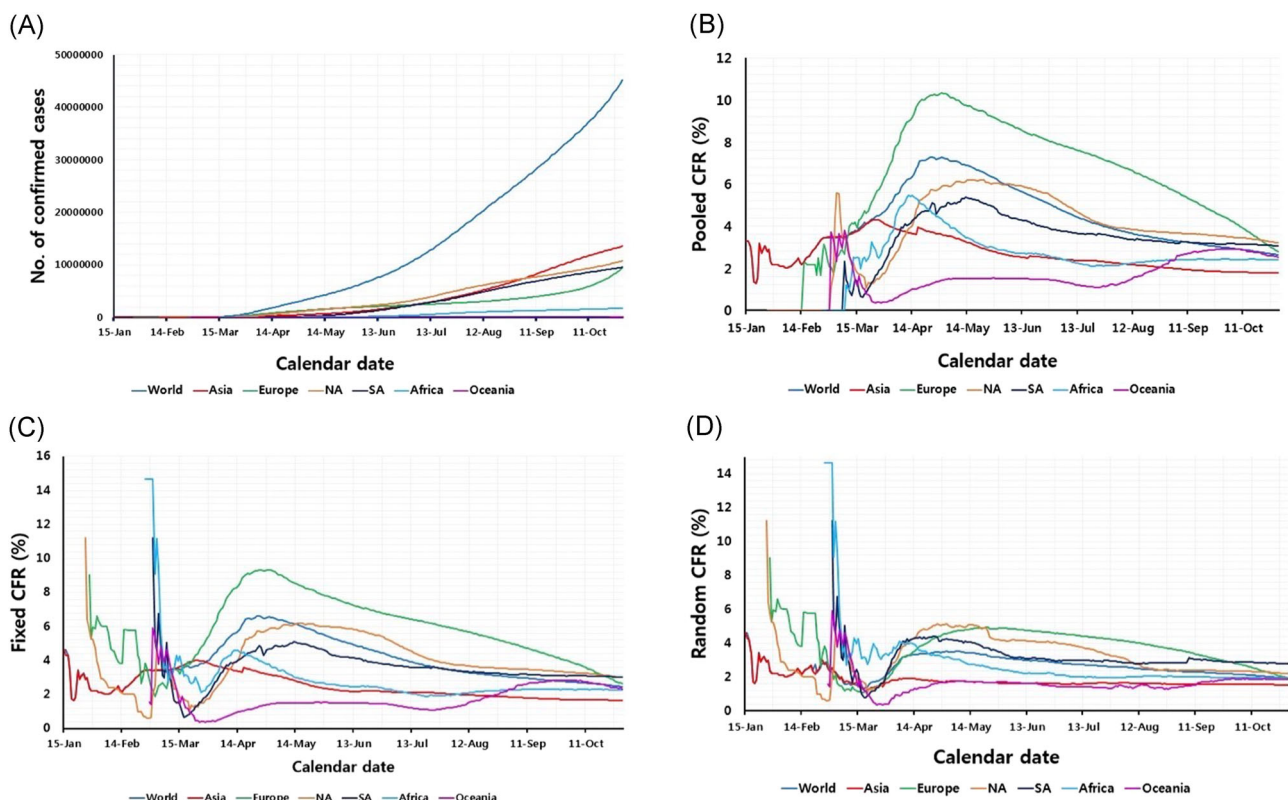 (A)
50000000
40000000
30000000
20000000
10000000
0
No. of confirmed cases
15-Jan 14-Feb 15-Mar 14-Apr 14-May 13-Jun 13-Jul 12-Aug 11-Sep 11-Oct
Calendar date
World Asia Europe NA SA Africa Oceania
(B)
12
10
8
6
4
2
0
Pooled CFR (%)
15-Jan 14-Feb 15-Mar 14-Apr 14-May 13-Jun 13-Jul 12-Aug 11-Sep 11-Oct
Calendar date
World Asia Europe NA SA Africa Oceania
(C)
16
14
12
10
8
6
4
2
0
Fixed CFR (%)
15-Jan 14-Feb 15-Mar 14-Apr 14-May 13-Jun 13-Jul 12-Aug 11-Sep 11-Oct
Calendar date
World Asia Europe NA SA Africa Oceania
(D)
14
12
10
8
6
4
2
0
Random CFR (%)
15-Jan 14-Feb 15-Mar 14-Apr 14-May 13-Jun 13-Jul 12-Aug 11-Sep 11-Oct
Calendar date
World Asia Europe NA SA Africa Oceania